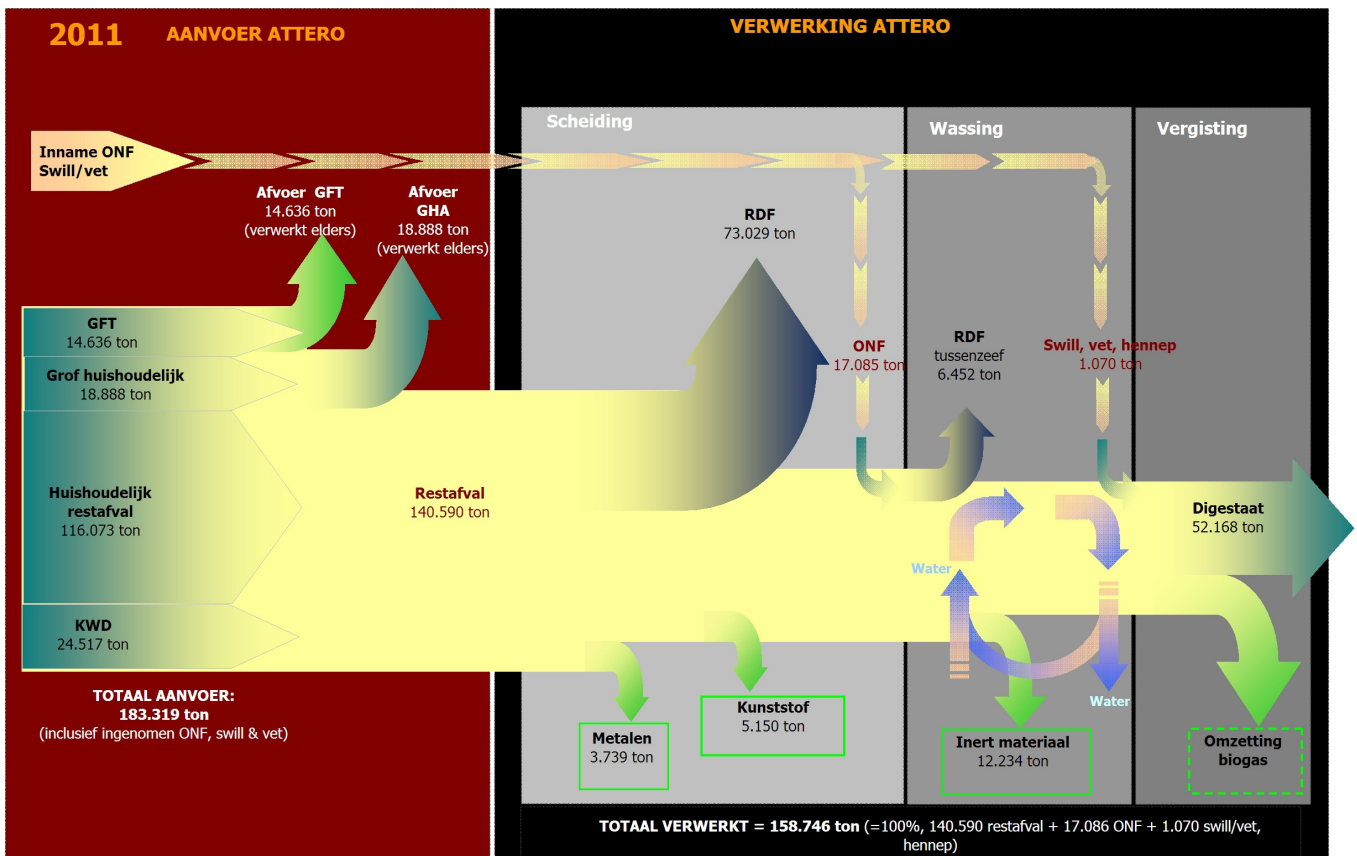 2011 AANVOER ATTERO
VERWERKING ATTERO
Scheiding
Wassing
Vergisting
Inname ONF
Swill/vet
Afvoer GFT
14.636 ton
(verwerkt elders)
Afvoer
GHA
18.888 ton
(verwerkt elders)
RDF
73.029 ton
GFT
14.636 ton
Grof huishoudelijk
18.888 ton
Huishoudelijk
restafval
116.073 ton
KWD
24.517 ton
Restafval
140.590 ton
ONF
17.085 ton
RDF
tussenzeef
6.452 ton
Swill, vet, hennep
1.070 ton
Digestaat
52.168 ton
Water
Water
TOTAAL AANVOER:
183.319 ton
(inclusief ingenomen ONF, swill & vet)
Metalen
3.739 ton
Kunststof
5.150 ton
Inert materiaal
12.234 ton
Omzetting
biogas
TOTAAL VERWERKT = 158.746 ton (=100%, 140.590 restafval + 17.086 ONF + 1.070 swill/vet,
hennep)